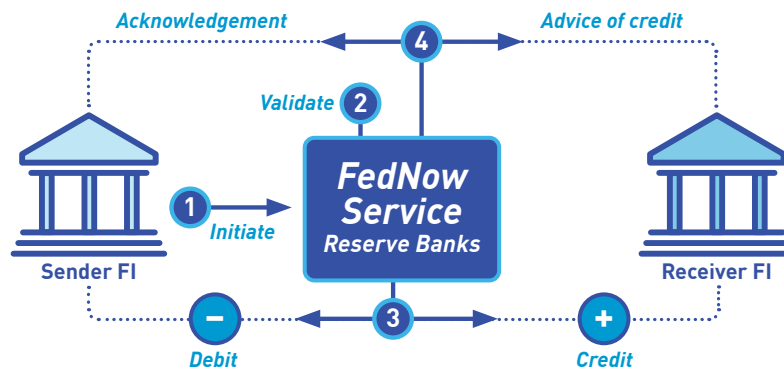 Acknowledgement
4
Advice of credit
Validate
2
FedNow
Service
Reserve Banks
1
Initiate
Sender FI
Receiver FI
−
3
+
Debit
Credit